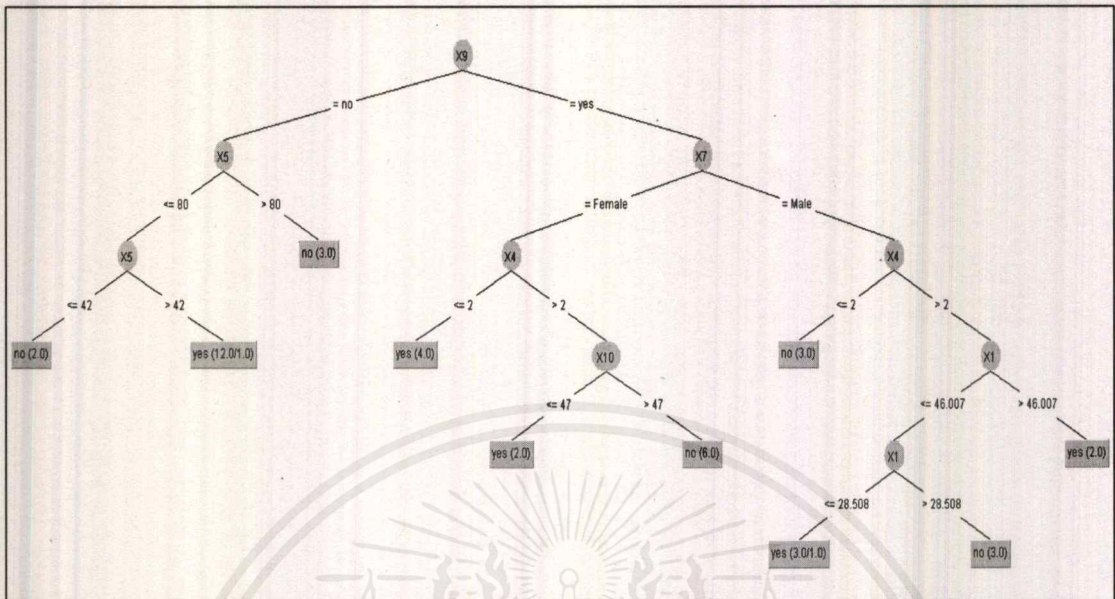 X9
= no
= yes
X5
X7
<= 80
> 80
= Female
= Male
X5
no (3.0)
X4
X4
<= 42
> 42
<= 2
> 2
<= 2
> 2
no (2.0)
yes (12.0/1.0)
yes (4.0)
X10
no (3.0)
X1
<= 47
> 47
<= 46.007
> 46.007
yes (2.0)
no (6.0)
X1
yes (2.0)
<= 28.508
> 28.508
yes (3.0/1.0)
no (3.0)